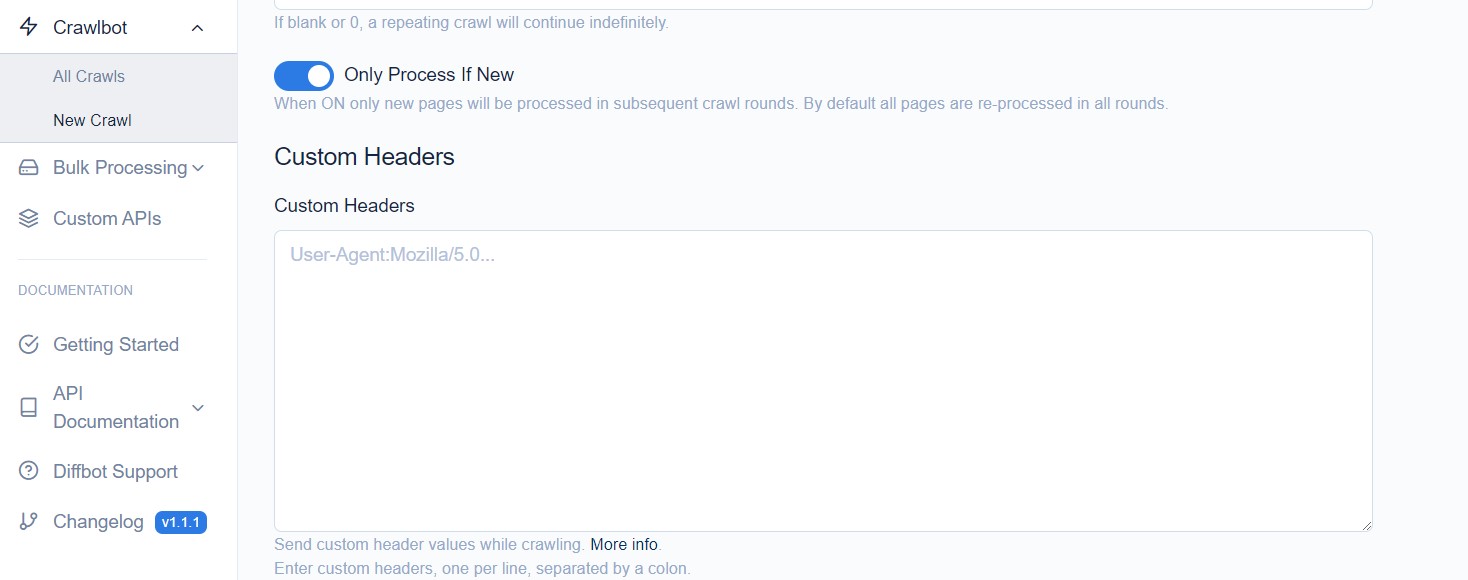 Crawlbot
All Crawls
New Crawl
Bulk Processing
Custom APIs
DOCUMENTATION
Getting Started
API
Documentation
Diffbot Support
Changelog v1.1.1
If blank or 0, a repeating crawl will continue indefinitely.
Only Process If New
When ON only new pages will be processed in subsequent crawl rounds. By default all pages are re-processed in all rounds.
Custom Headers
Custom Headers
User-Agent:Mozilla/5.0...
Send custom header values while crawling. More info.
Enter custom headers, one per line, separated by a colon.